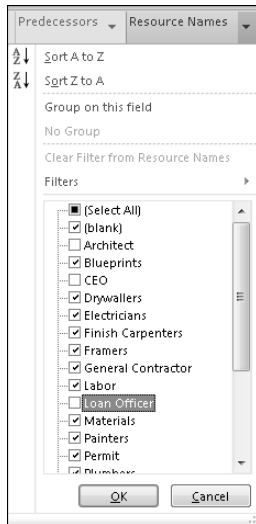 Predecessors Resource Names
A
Z
Sort A to Z
Z
A
Sort Z to A
Group on this field
No Group
Clear Filter from Resource Names
Filters
(Select All)
(blank)
Architect
Blueprints
CEO
Drywallers
Electricians
Finish Carpenters
Framers
General Contractor
Labor
Loan Officer
Materials
Painters
Permit
Plumbers
OK Cancel